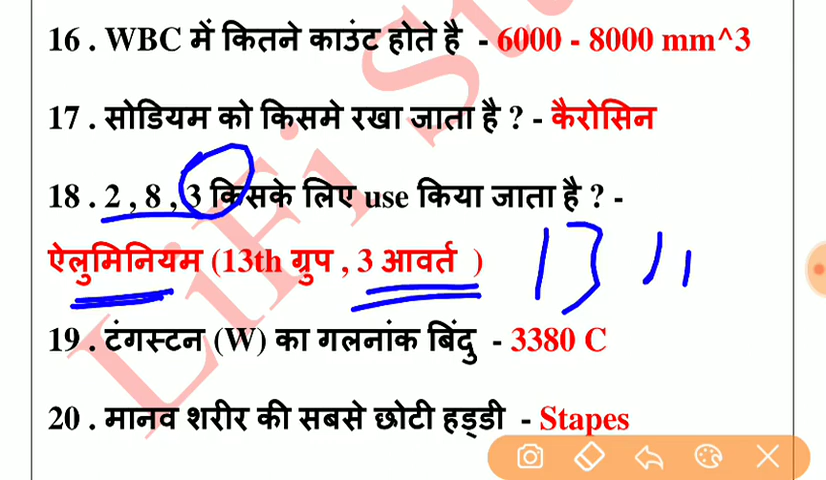 16 . WBC में कितने काउंट होते है - 6000 - 8000 mm^3
17 . सोडियम को किसमे रखा जाता है ? - कैरोसिन
18 . 2 , 8 , 3 किसके लिए use किया जाता है ? -
ऐलुमिनियम (13th ग्रुप , 3 आवर्त ) 13
19 . टंगस्टन (W) का गलनांक बिंदु - 3380 C
20 . मानव शरीर की सबसे छोटी हड्डी - Stapes